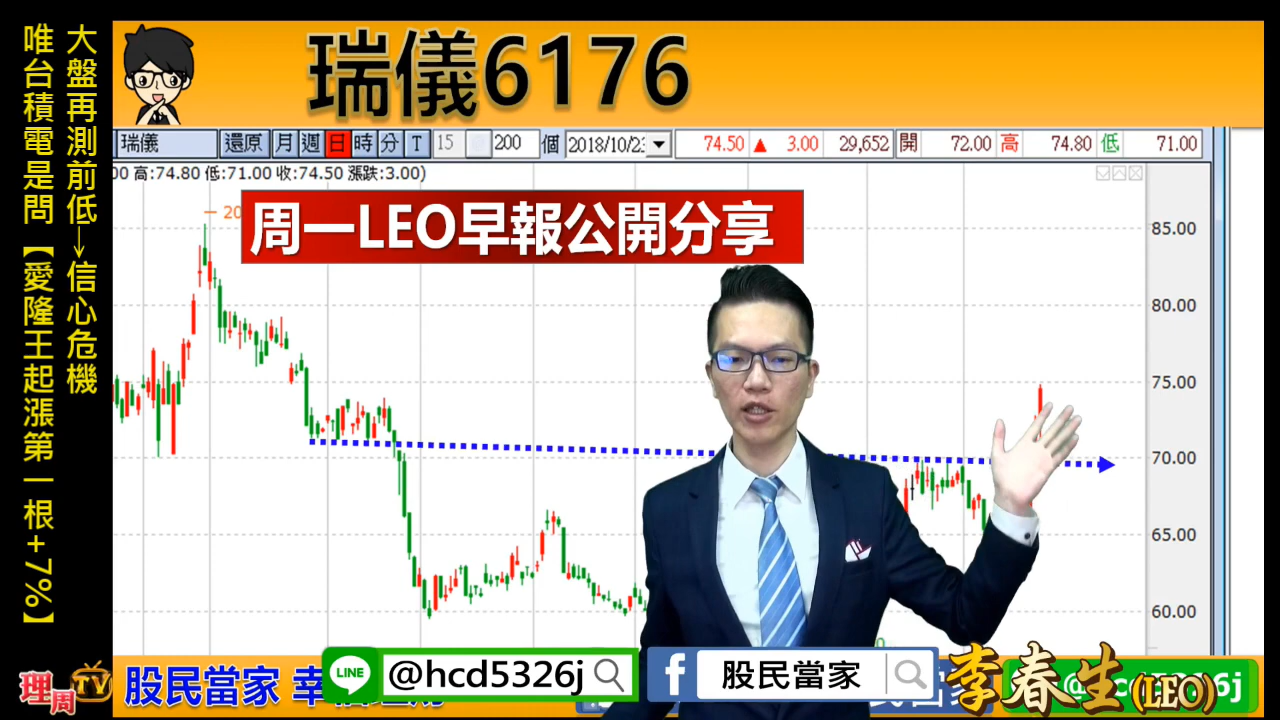 大盤再測前低→信心危機
唯台積電是問【愛隆王起漲第一根+7%】
瑞儀6176
瑞儀 還原 月 週 日 時 分 T 15 200 個 2018/10/2 74.50 ▲ 3.00 29,652 開 72.00 高 74.80 低 71.00
00 高:74.80 低:71.00 收:74.50 漲跌:3.00)
周一LEO早報公開分享
85.00
80.00
75.00
70.00
65.00
60.00
理周TV
股民當家 幸
LINE @hcd5326j
f 股民當家
李春生(LEO)